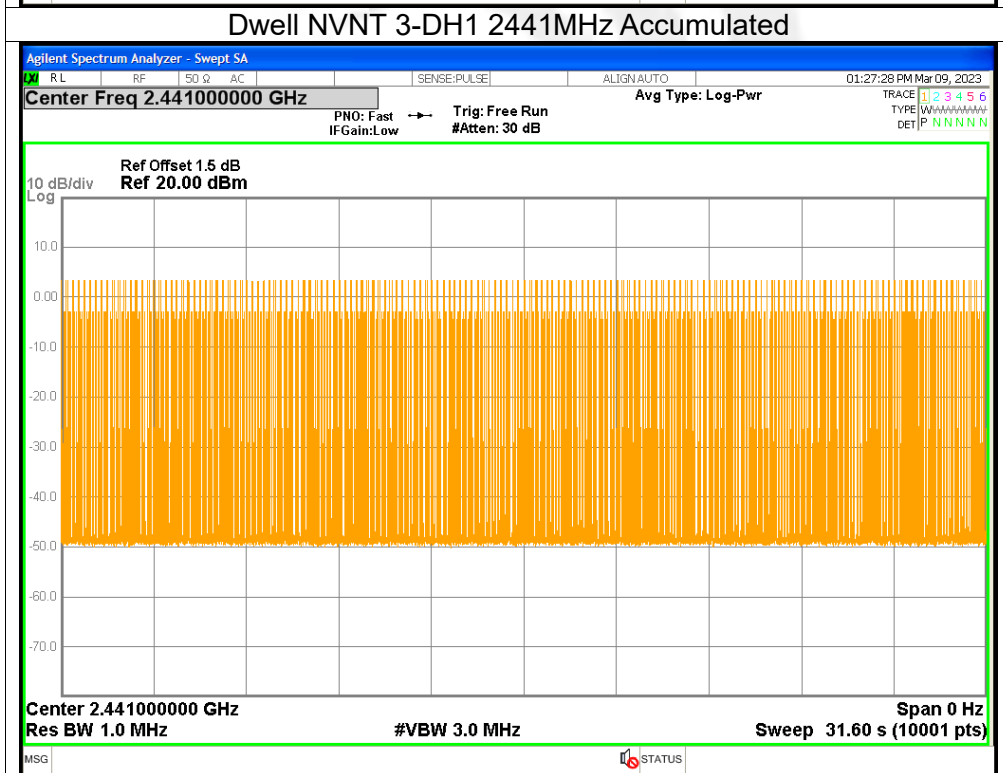 Dwell NVNT 3-DH1 2441MHz Accumulated
Agilent Spectrum Analyzer - Swept SA
LXI RL RF 50 Ω AC SENSE:PULSE ALIGN AUTO 01:27:28 PM Mar 09, 2023
Center Freq 2.441000000 GHz Avg Type: Log-Pwr TRACE 1 2 3 4 5 6
PNO: Fast Trig: Free Run TYPE W
IFGain:Low #Atten: 30 dB DET P N N N N N
Ref Offset 1.5 dB
10 dB/div Ref 20.00 dBm
Log
10.0
0.00
-10.0
-20.0
-30.0
-40.0
-50.0
-60.0
-70.0
Center 2.441000000 GHz Span 0 Hz
Res BW 1.0 MHz #VBW 3.0 MHz Sweep 31.60 s (10001 pts)
MSG STATUS